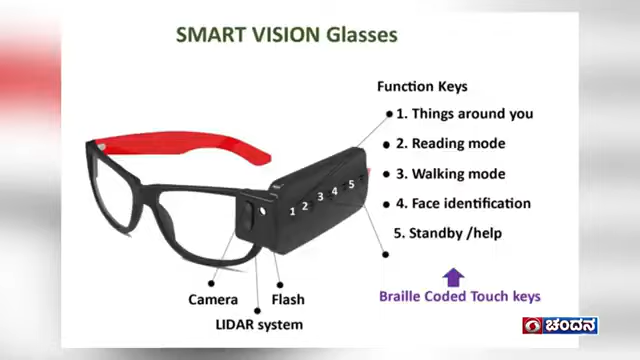 SMART VISION Glasses
Function Keys
1. Things around you
2. Reading mode
3. Walking mode
4. Face identification
5. Standby /help
1 2 3 4 5
Camera
Flash
LIDAR system
Braille Coded Touch keys
ಚಂದನ